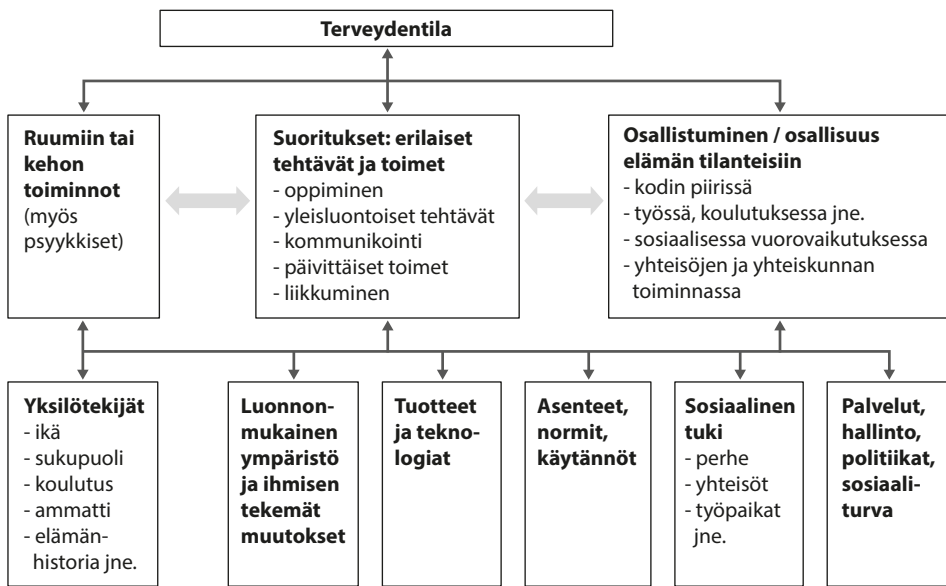 Terveydentila
Ruumiin tai
kehon
toiminnot
(myös
psyykkiset)
Suoritukset: erilaiset
tehtävät ja toimet
- oppiminen
- yleisluontoiset tehtävät
- kommunikointi
- päivittäiset toimet
- liikkuminen
Osallistuminen / osallisuus
elämän tilanteisiin
- kodin piirissä
- työssä, koulutuksessa jne.
- sosiaalisessa vuorovaikutuksessa
- yhteisöjen ja yhteiskunnan
toiminnassa
Yksilötekijät
- ikä
- sukupuoli
- koulutus
- ammatti
- elämän-
historia jne.
Luonnon-
mukainen
ympäristö
ja ihmisen
tekemät
muutokset
Tuotteet
ja tekno-
logiat
Asenteet,
normit,
käytännöt
Sosiaalinen
tuki
- perhe
- yhteisöt
- työpaikat
jne.
Palvelut,
hallinto,
politiikat,
sosiaali-
turva